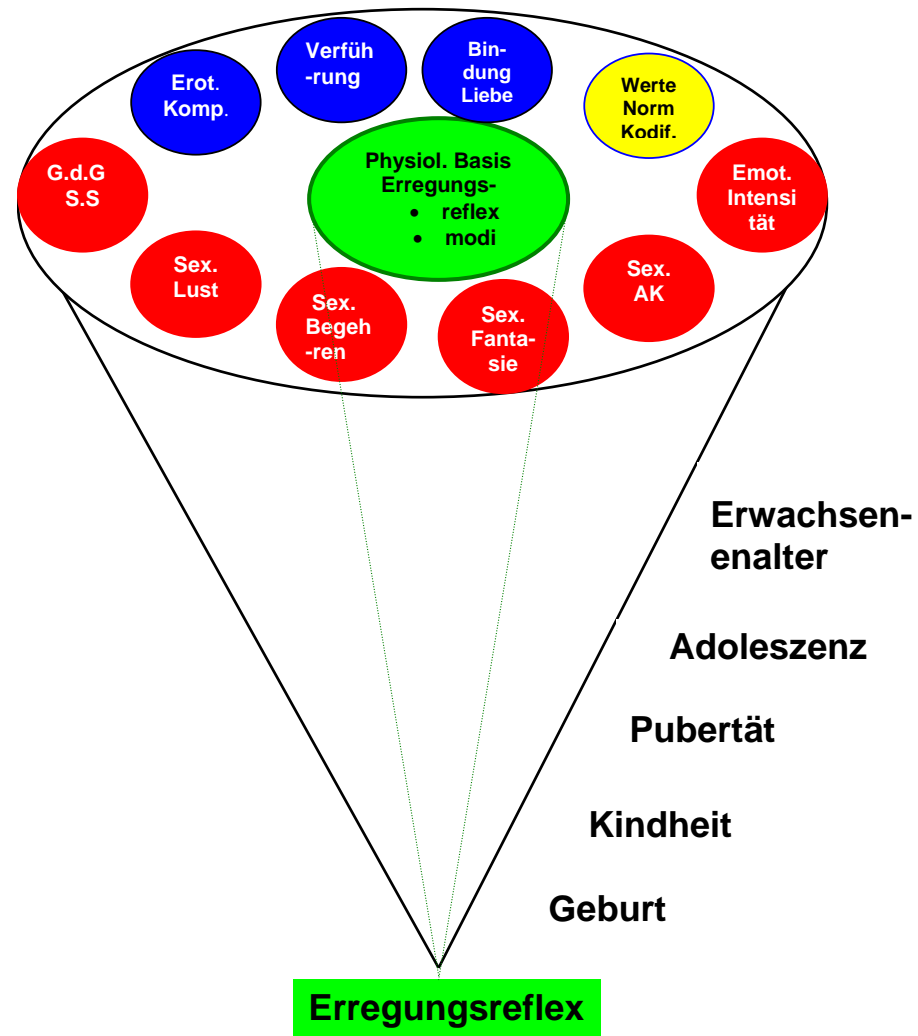 Erot.
Komp.
Verfüh
-rung
Bin-
dung
Liebe
Werte
Norm
Kodif.
G.d.G
S.S
Physiol. Basis
Erregungs-
• reflex
• modi
Emot.
Intensi
tät
Sex.
Lust
Sex.
Begeh
-ren
Sex.
Fanta-
sie
Sex.
AK
Erwachsen-
enalter
Adoleszenz
Pubertät
Kindheit
Geburt
Erregungsreflex